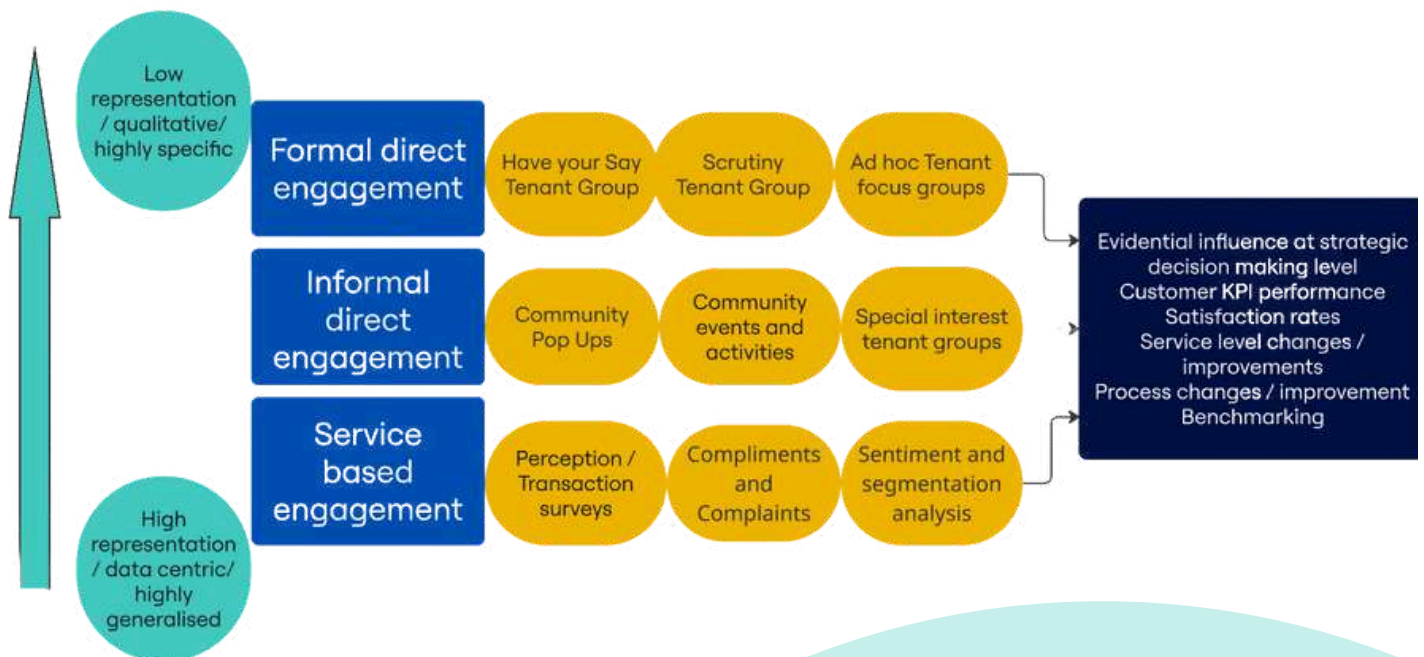 Low
representation
/ qualitative/
highly specific
Formal direct
engagement
Have your Say
Tenant Group
Scrutiny
Tenant Group
Ad hoc Tenant
focus groups
Informal
direct
engagement
Community
Pop Ups
Community
events and
activities
Special interest
tenant groups
Service
based
engagement
Perception /
Transaction
surveys
Compliments
and
Complaints
Sentiment and
segmentation
analysis
High
representation
/ data centric/
highly
generalised
Evidential influence at strategic
decision making level
Customer KPI performance
Satisfaction rates
Service level changes /
improvements
Process changes / improvement
Benchmarking